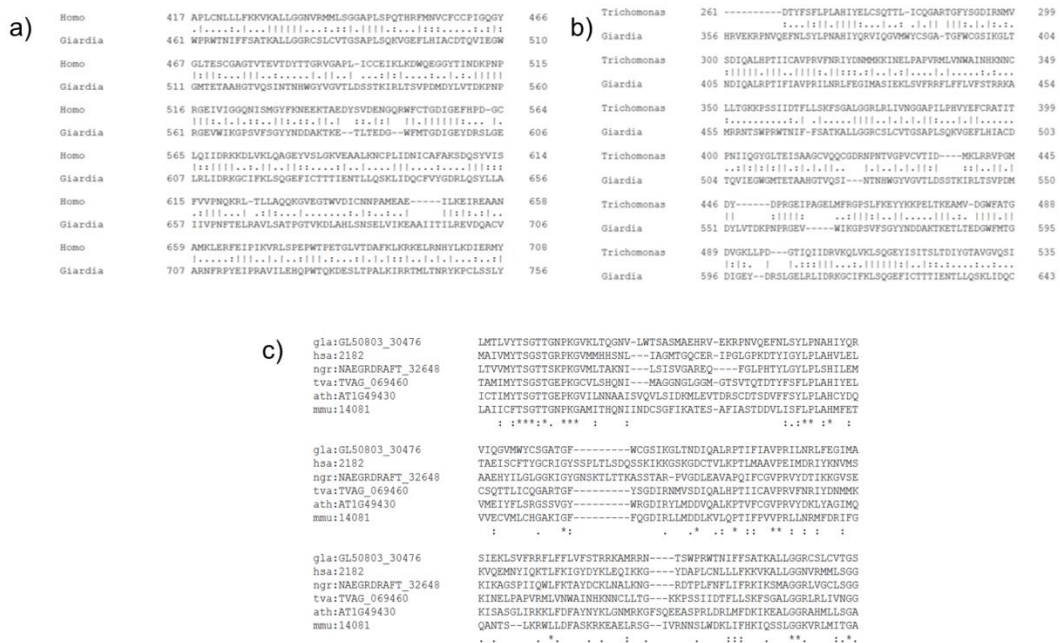 a)
Homo 417 APLCNLLLFKKVKALLGGNVRMMLSGGAPLSPQTHRFMNVCFCCPIGQGY 466
Giardia 461 WPRWTNIFFSATKALLGGRCSLCVTGSAPLSQKVGEFLHIACDTQVIEGW 510
Homo 467 GLTESCGAGTVTEVTDYTTGRVGAPL-ICCEIKLKDWQEGGYTINDKPNP 515
Giardia 511 GMTETAAHGTVQSINTNHWGYVGVTLDSSTKIRLTSVPDMDYLVTDKPNP 560
Homo 516 RGEIVIGGQNISMGYFKNEEKTAEDYSVDENGQRWFCTGDIGEFHPD-GC 564
Giardia 561 RGEVWIKGPSVFSGYYNDDAKTKE--TLTEDG--WFMTGDIGEYDRSLGE 606
Homo 565 LQIIDRKKDLVKLQAGEYVSLGKVEAALKNCPLIDNICAFAKSDQSYVIS 614
Giardia 607 LRLIDRKGCIFKLSQGEFICTTTIENTLLQSKLIDQCFVYGDRLQSYLLA 656
Homo 615 FVVPNQKRL-TLLAQQKGVEGTWVDICNNPAMEAE-----ILKEIREAAN 658
Giardia 657 IIVPNFTELRAVLSATPGTVKDLAHLSNSELVIKEAAIITILREVDQACV 706
Homo 659 AMKLERFEIPIKVRLSPEPWTPETGLVTDAFKLKRKELRNHYLKDIERMY 708
Giardia 707 ARNFRPYEIPRAVILEHQPWTQKDESLTPALKIRRTMLTNRYKPCLSSLY 756
b)
Trichomonas 261 ----------DTYFSFLPLAHIYELCSQTTL-ICQGARTGFYSGDIRNMV 299
Giardia 356 HRVEKRPNVQEFNLSYLPNAHIYQRVIQGVMWYCSGA-TGFWCGSIKGLT 404
Trichomonas 300 SDIQALHPTIICAVPRVFNRIYDNMMKKINELPAPVRMLVNWAINHKNNC 349
Giardia 405 NDIQALRPTIFIAVPRILNRLFEGIMASIEKLSVFRRFLFFLVFSTRRKA 454
Trichomonas 350 LLTGKKPSSIIDTFLLSKFSGALGGRLRLIVNGGAPILPHVYEFCRATIT 399
Giardia 455 MRRNTSWPRWTNIF-FSATKALLGGRCSLCVTGSAPLSQKVGEFLHIACD 503
Trichomonas 400 PNIIQGYGLTEISAAGCVQQCGDRNPNTVGPVCVTID----MKLRRVPGM 445
Giardia 504 TQVIEGWGMTETAAHGTVQSI---NTNHWGYVGVTLDSSTKIRLTSVPDM 550
Trichomonas 446 DY-----DPRGEIPAGELMFRGPSLFKEYYKKPELTKEAMV-DGWFATG 488
Giardia 551 DYLVTDKPNPRGEV-----WIKGPSVFSGYYNDDAKTKETLTEDGWFMTG 595
Trichomonas 489 DVGKLLPD----GTIQIIDRVKQLVKLSQGEYISITSLTDIYGTAVGVQSI 535
Giardia 596 DIGEY--DRSLGELRLIDRKGCIFKLSQGEFICTTTIENTLLQSKLIDQC 643
c)
gla:GL50803_30476 LMTLVYTSGTTGNPKGVKLTQGNV-LWTSASMAEHRV-EKRPNVQEFNLSYLPNAHIYQR
hsa:2182 MAIVMYTSGSTGRPKGVMMHHSNL---IAGMTGQCER-IPGLGPKDTYIGYLPLAHVLEL
ngr:NAEGRDRAFT_32648 LTVVMYTSGTTSKPKGVMLTAKNI---LSISVGAREQ----FGLPHTYLGYLPLSHILEM
tva:TVAG_069460 TAIMIYTSGTTGEPKGCVLSHQNI---MAGGNGLGGM-GTSVTQTDTYFSFLPLAHIYEL
ath:AT1G49430 ICTIMYTSGTTGEPKGVILNNAAISVQVLSIDKMLEVTDRSCDTSDVFFSYLPLAHCYDQ
mmu:14081 LAIICFTSGTTGNPKGAMITHQNIINDCSGFIKATES-AFIASTDDVLISFLPLAHMFET
: :***:*. *** : : :.:** :*
gla:GL50803_30476 VIQGVMWYCSGATGF---------WCGSIKGLTNDIQALRPTIFIAVPRILNRLFEGIMA
hsa:2182 TAEISCFTYGCRIGYSSPLTLSDQSSKIKKGSKGDCTVLKPTLMAAVPEIMDRIYKNVMS
ngr:NAEGRDRAFT_32648 AAEHYILGLGGKIGYGNSKTLTTKASSTAR-PVGDLEAVAPQIFCGVPRVYDTIKKGVSE
tva:TVAG_069460 CSQTTLICQGARTGF---------YSGDIRNMVSDIQALHPTIICAVPRVFNRIYDNMMK
ath:AT1G49430 VMEIYFLSRGSSVGY---------WRGDIRYLMDDVQALKPTVFCGVPRVYDKLYAGIMQ
mmu:14081 VVECVMLCHGAKIGF---------FQGDIRLLMDDLKVLQPTIFPVVPRLLNRMFDRIFG
: *: . .* .: * : **.: : : :
gla:GL50803_30476 SIEKLSVFRRFLFFLVFSTRRKAMRRN----TSWPRWTNIFFSATKALLGGRCSLCVTGS
hsa:2182 KVQEMNYIQKTLFKIGYDYKLEQIKKG----YDAPLCNLLLFKKVKALLGGNVRMMLSGG
ngr:NAEGRDRAFT_32648 KIKAGSPIIQWLFKTAYDCKLNALKNG----RDTPLFNLIFRKIKSMAGGRLVGCLSGG
tva:TVAG_069460 KINELPAPVRMLVNWAINHKNNCLLTG----KKPSSIIDTFLLSKFSGALGGRLRLIVNGG
ath:AT1G49430 KISASGLIRKKLFDFAYNYKLGNMRKGFSQEEASPRLDRLMFDKIKEALGGRAHMLLSGA
mmu:14081 QANTS-LKRWLLDFASKRKEAELRSG---IVRNNSLWDKLIFHKIQSSLGGKVRLMITGA
. . *. . . . :::: **. : .*.